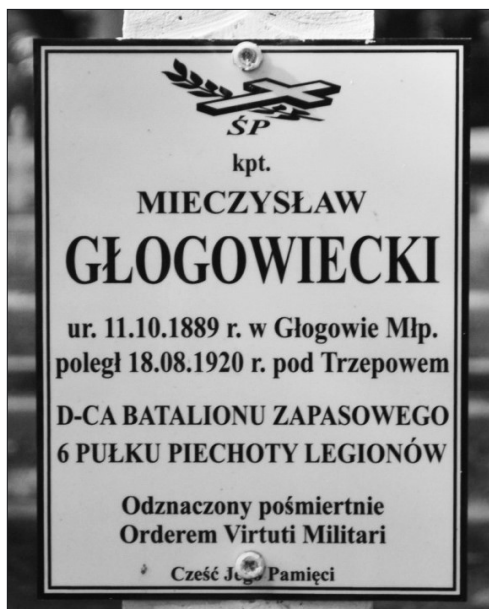 ŚP
kpt.
MIECZYSŁAW
GŁOGOWIECKI
ur. 11.10.1889 r. w Głogowie Młp.
poległ 18.08.1920 r. pod Trzepowem
D-CA BATALIONU ZAPASOWEGO
6 PUŁKU PIECHOTY LEGIONÓW
Odznaczony pośmiertnie
Orderem Virtuti Militari
Cześć Jego Pamięci